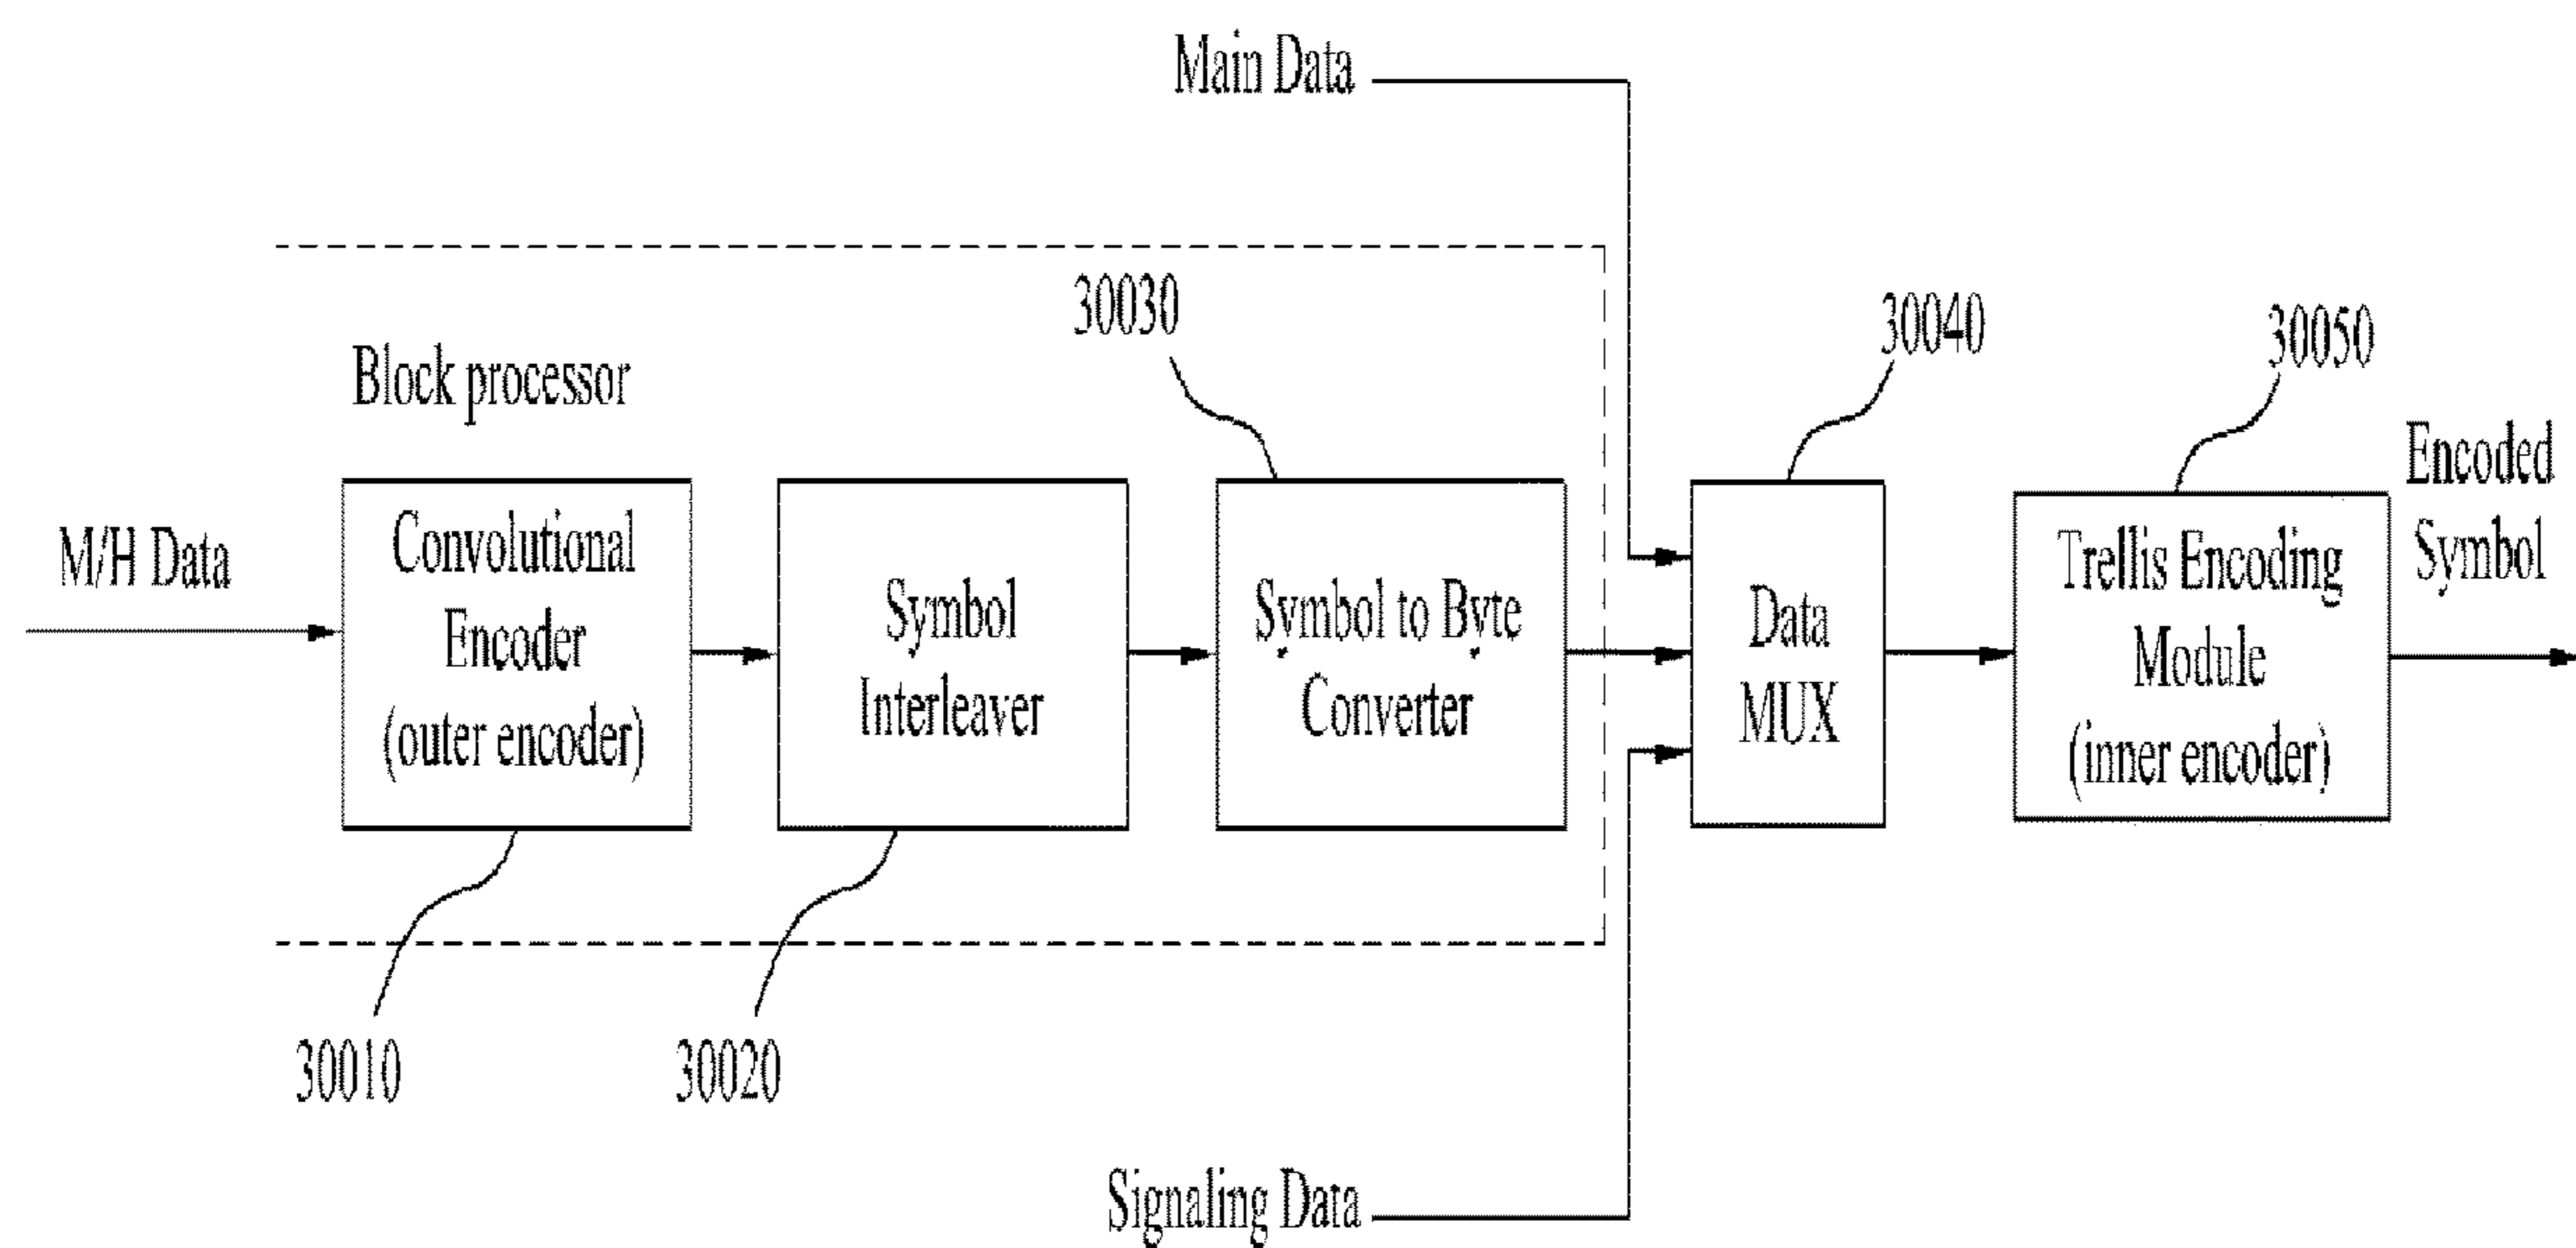 Main Data
30030
30040
30050
Block processor
Encoded
Symbol
M/H Data
Convolutional
Encoder
(outer encoder)
Symbol
Interleaver
Symbol to Byte
Converter
Data
MUX
Trellis Encoding
Module
(inner encoder)
30010
30020
Signaling Data